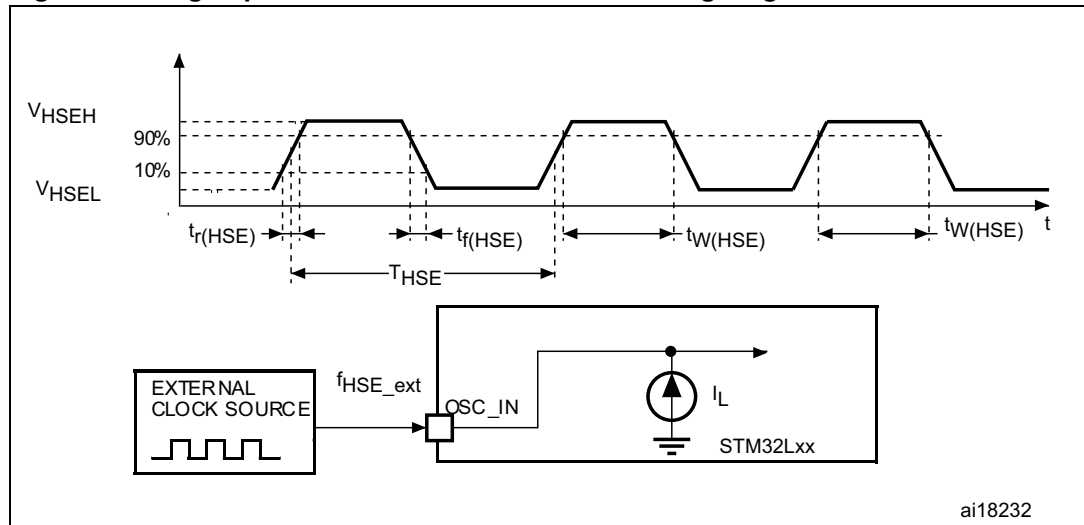 VHSEH
90%
10%
VHSEL
tr(HSE)
tf(HSE)
tW(HSE)
tW(HSE)
t
THSE
EXTERNAL
CLOCK SOURCE
fHSE_ext
OSC_IN
IL
STM32Lxx
ai18232